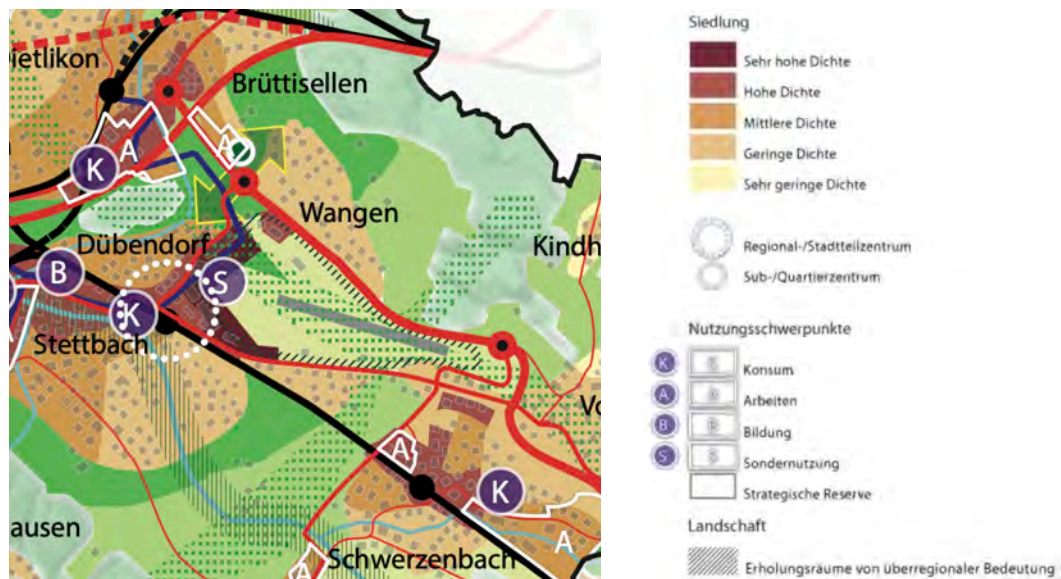 ietlikon
Brüttisellen
A
A
K
Wangen
Kindh
Dübendorf
B
S
K
Stettbach
Vo
A
K
ausen
Schwerzenbach
A
A
Siedlung
Sehr hohe Dichte
Hohe Dichte
Mittlere Dichte
Geringe Dichte
Sehr geringe Dichte
Regional-/Stadtteilzentrum
Sub-/Quartierzentrum
Nutzungsschwerpunkte
K Konsum
A Arbeiten
B Bildung
S S Sondernutzung
Strategische Reserve
Landschaft
Erholungsräume von überregionaler Bedeutung